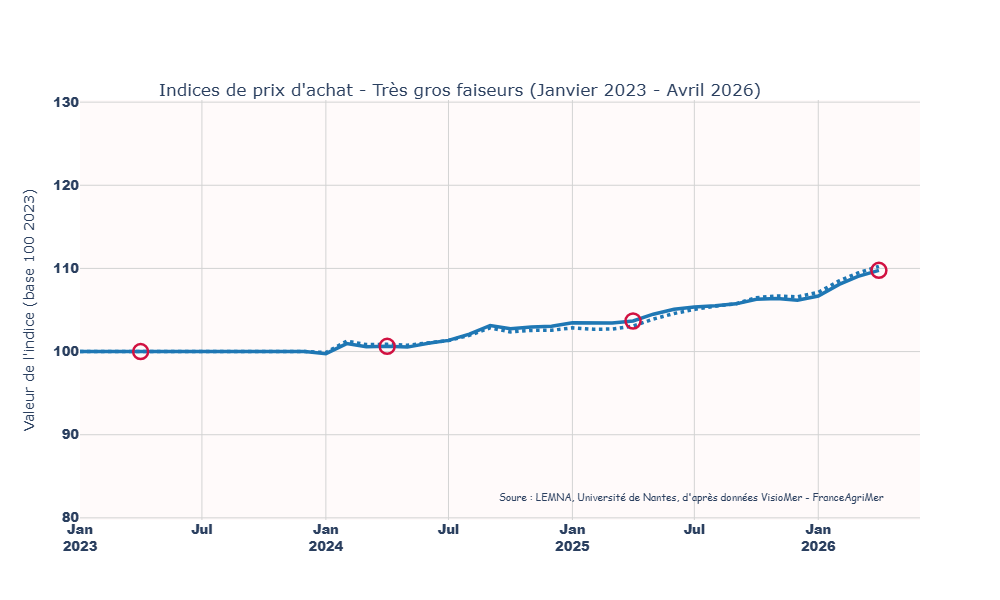 Indices de prix d'achat - Très gros faiseurs (Janvier 2023 - Avril 2026)
Valeur de l'indice (base 100 2023)
130
120
110
100
90
80
Soure : LEMNA, Université de Nantes, d'après données VisioMer - FranceAgriMer
Jan Jul Jan Jul Jan Jul Jan
2023 2024 2025 2026